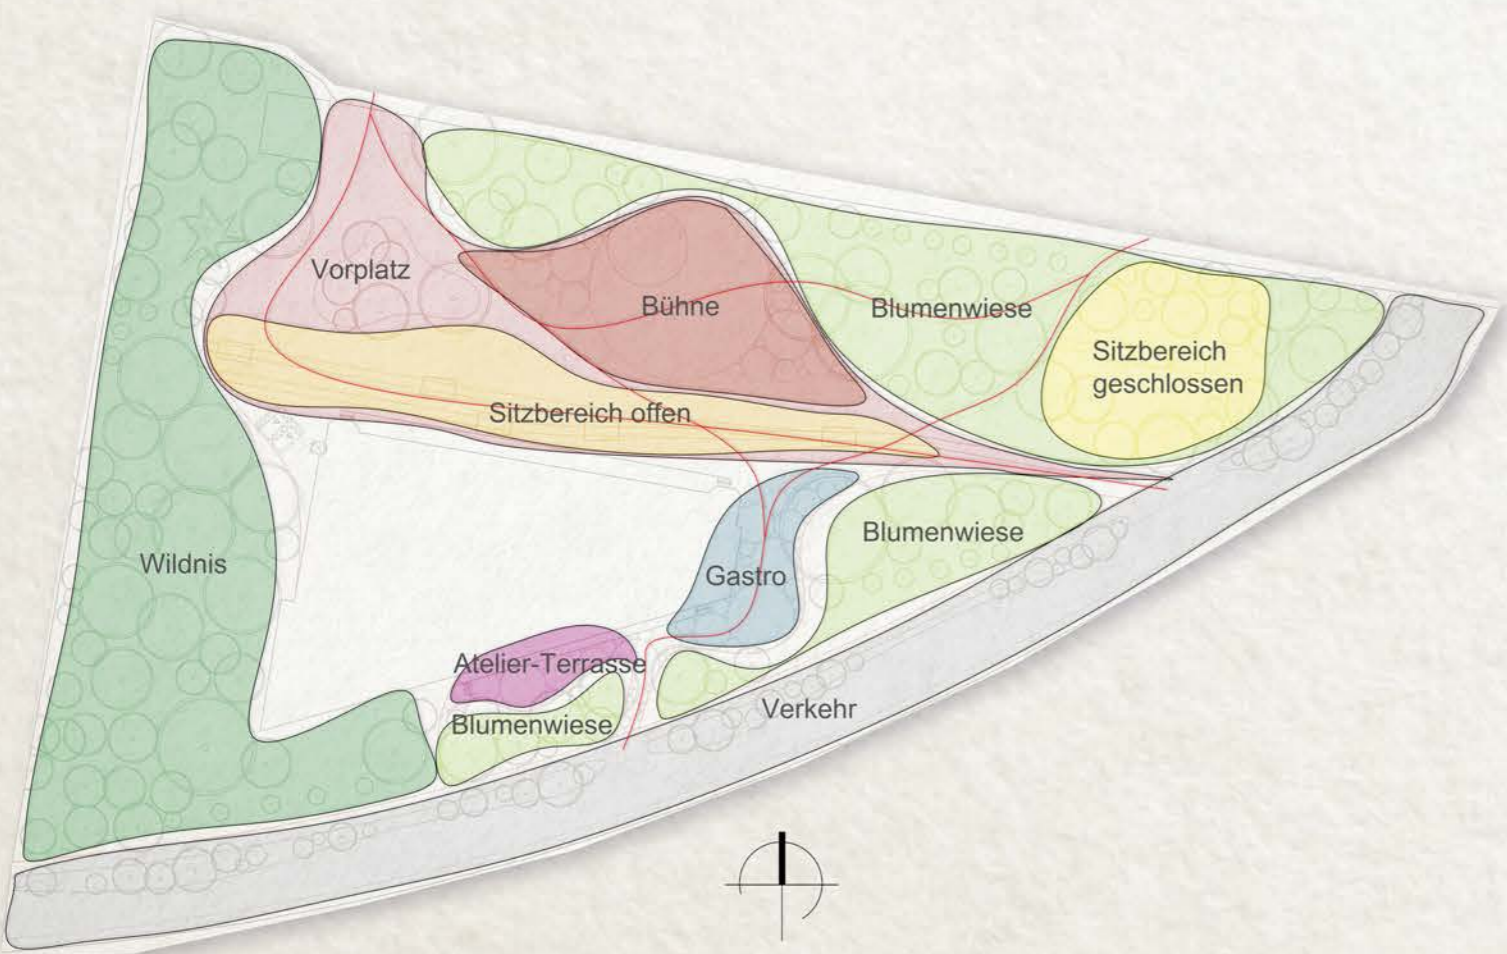 Vorplatz
Bühne
Blumenwiese
Sitzbereich
geschlossen
Sitzbereich offen
Blumenwiese
Wildnis
Gastro
Atelier-Terrasse
Blumenwiese
Verkehr